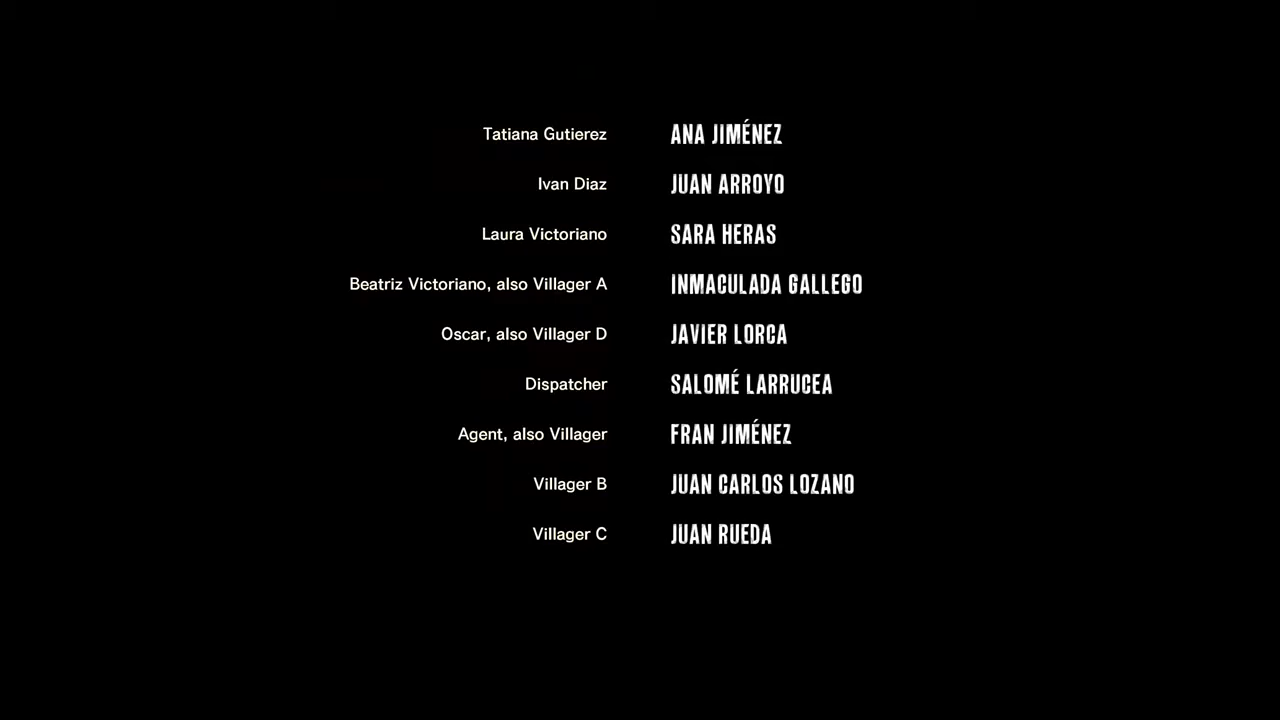 Tatiana Gutierez ANA JIMÉNEZ
Ivan Diaz JUAN ARROYO
Laura Victoriano SARA HERAS
Beatriz Victoriano, also Villager A INMACULADA GALLEGO
Oscar, also Villager D JAVIER LORCA
Dispatcher SALOMÉ LARRUCEA
Agent, also Villager FRAN JIMÉNEZ
Villager B JUAN CARLOS LOZANO
Villager C JUAN RUEDA